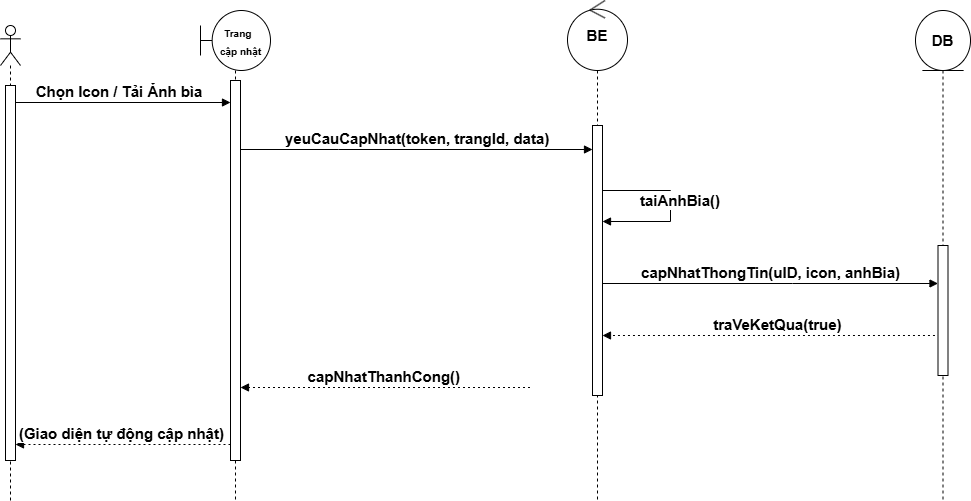 Trang
cập nhật
BE
DB
Chọn Icon / Tải Ảnh bìa
yeuCauCapNhat(token, trangId, data)
taiAnhBia()
capNhatThongTin(uID, icon, anhBia)
traVeKetQua(true)
capNhatThanhCong()
(Giao diện tự động cập nhật)